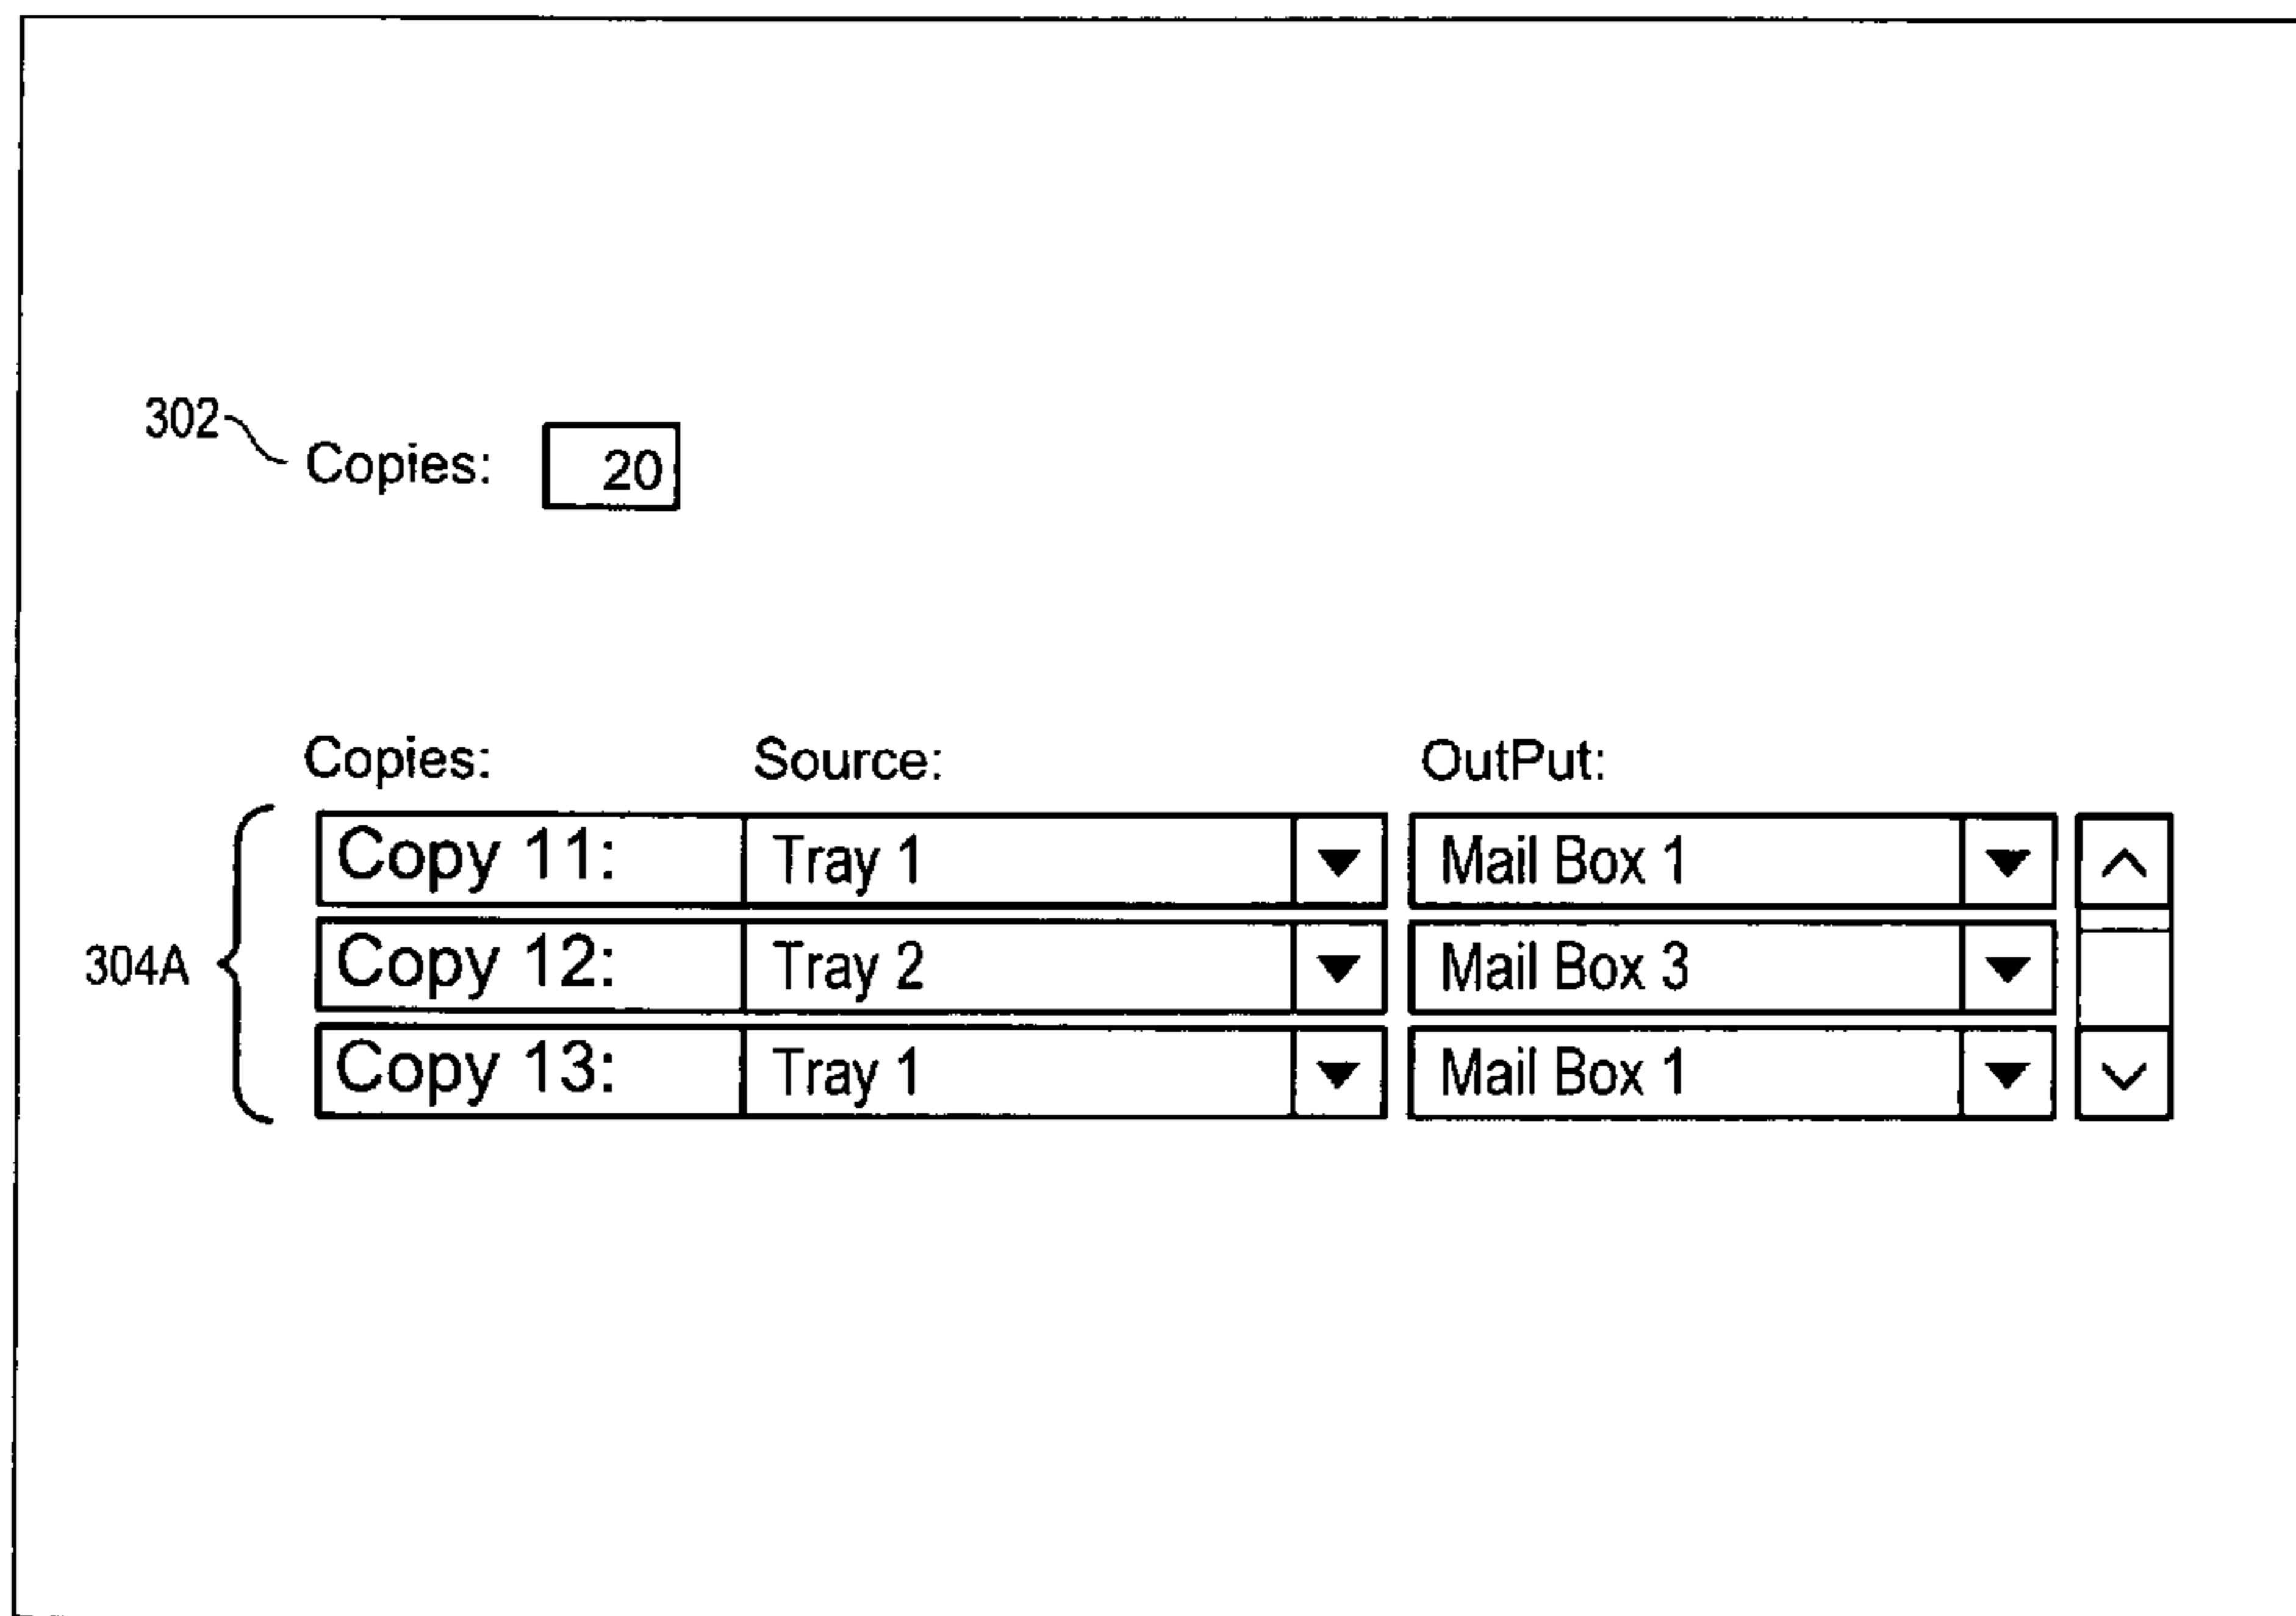 302
Copies: 20
Copies: Source: OutPut:
Copy 11: Tray 1 Mail Box 1
304A
Copy 12: Tray 2 Mail Box 3
Copy 13: Tray 1 Mail Box 1